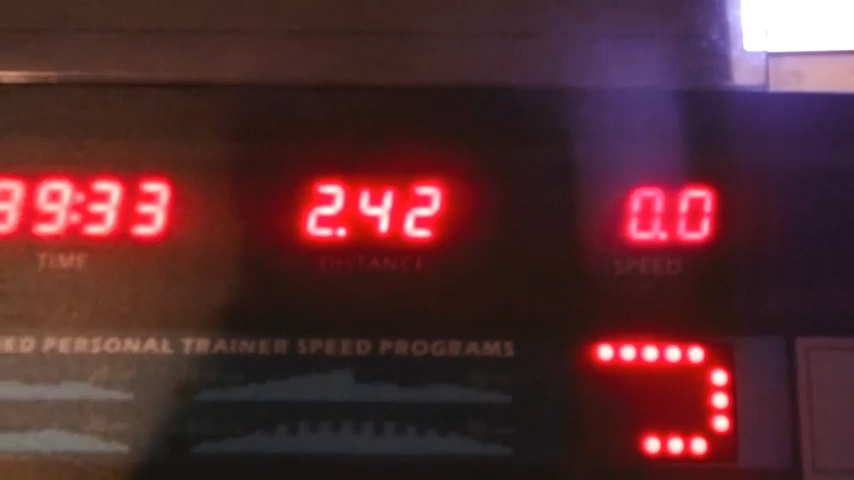 39:33 2.42 0.0
TIME DISTANCE SPEED
PERSONAL TRAINER SPEED PROGRAMS